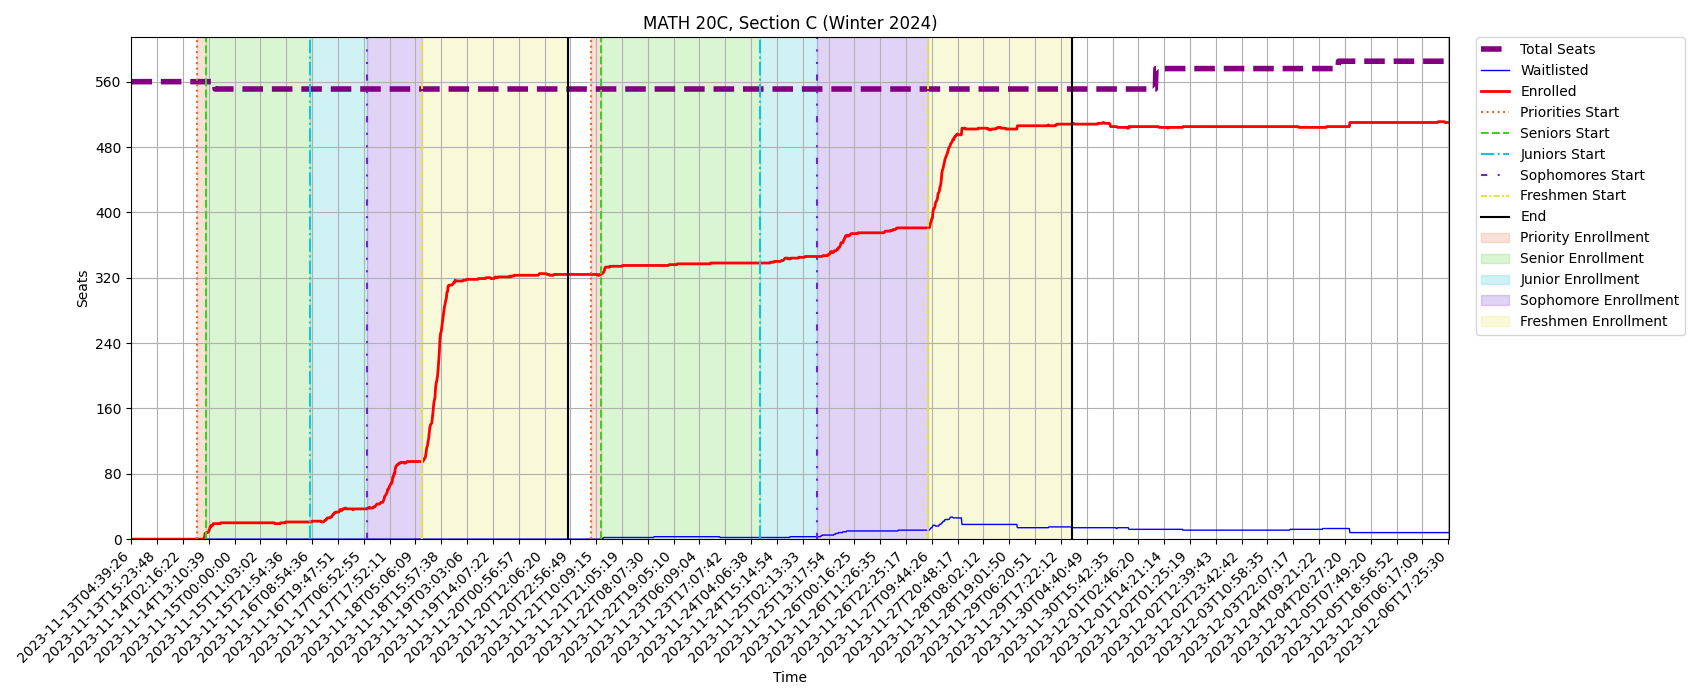 MATH 20C, Section C (Winter 2024)
Total Seats
Waitlisted
Enrolled
Priorities Start
Seniors Start
Juniors Start
Sophomores Start
Freshmen Start
End
Priority Enrollment
Senior Enrollment
Junior Enrollment
Sophomore Enrollment
Freshmen Enrollment
Seats
560
480
400
320
240
160
80
0
2023-11-13T04:39:26
2023-11-13T15:23:48
2023-11-14T02:16:22
2023-11-14T13:10:39
2023-11-15T00:00:00
2023-11-15T11:03:02
2023-11-15T21:54:36
2023-11-16T08:54:36
2023-11-16T19:47:51
2023-11-17T06:52:55
2023-11-17T17:52:11
2023-11-18T05:06:09
2023-11-18T15:57:38
2023-11-19T03:03:06
2023-11-19T14:07:22
2023-11-20T00:56:57
2023-11-20T12:06:20
2023-11-20T22:56:49
2023-11-21T10:09:15
2023-11-21T21:05:19
2023-11-22T08:07:30
2023-11-22T19:05:10
2023-11-23T06:09:04
2023-11-23T17:07:42
2023-11-24T04:06:38
2023-11-24T15:14:54
2023-11-25T02:13:33
2023-11-25T13:17:54
2023-11-26T00:16:25
2023-11-26T11:26:35
2023-11-26T22:25:17
2023-11-27T09:44:26
2023-11-27T20:48:17
2023-11-28T08:02:12
2023-11-28T19:01:50
2023-11-29T06:20:51
2023-11-29T17:22:12
2023-11-30T04:40:49
2023-11-30T15:42:35
2023-12-01T02:46:20
2023-12-01T14:21:14
2023-12-02T01:25:19
2023-12-02T12:39:43
2023-12-02T23:42:42
2023-12-03T10:58:35
2023-12-03T22:07:17
2023-12-04T09:21:22
2023-12-04T20:27:20
2023-12-05T07:49:26
2023-12-05T18:56:52
2023-12-06T06:17:09
2023-12-06T17:25:30
Time